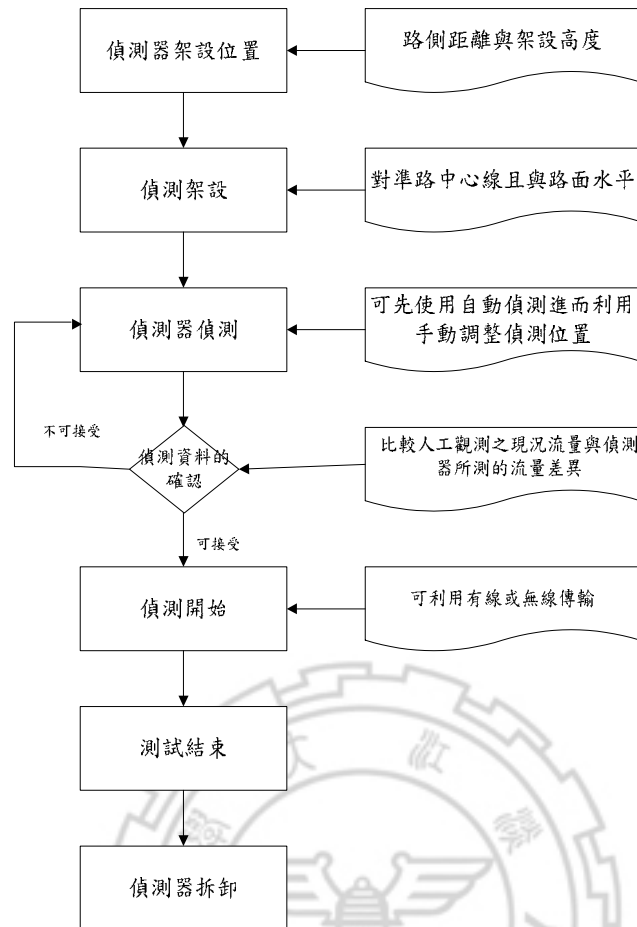 偵測器架設位置
路側距離與架設高度
偵測架設
對準路中心線且與路面水平
偵測器偵測
可先使用自動偵測進而利用
手動調整偵測位置
不可接受
偵測資料的
確認
比較人工觀測之現況流量與偵測
器所測的流量差異
可接受
偵測開始
可利用有線或無線傳輸
測試結束
偵測器拆卸